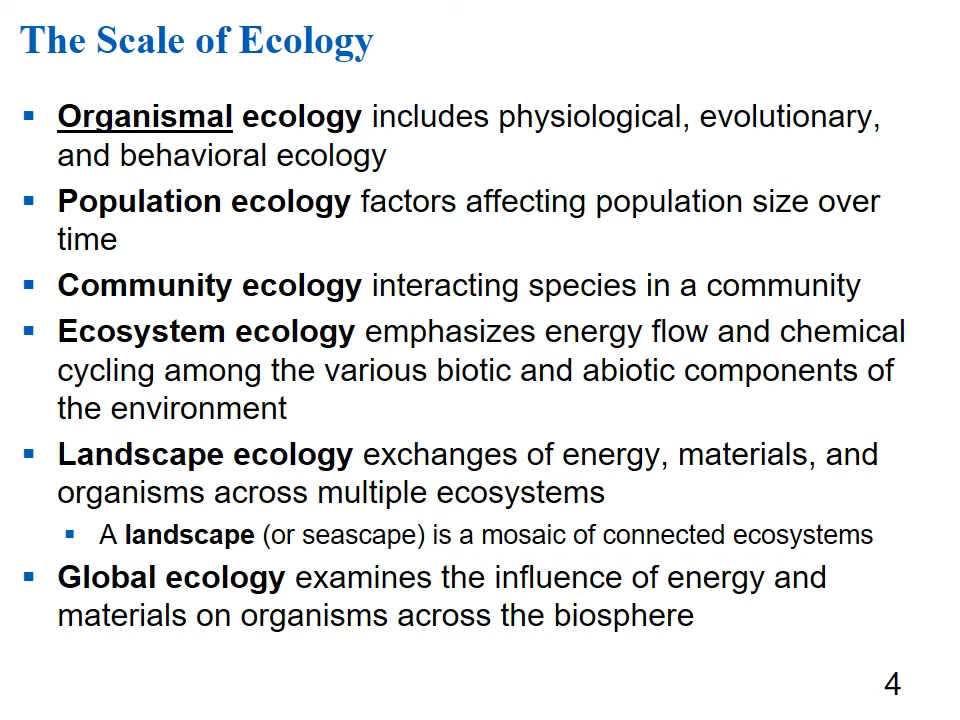 The Scale of Ecology
▪ Organismal ecology includes physiological, evolutionary,
and behavioral ecology
▪ Population ecology factors affecting population size over
time
▪ Community ecology interacting species in a community
▪ Ecosystem ecology emphasizes energy flow and chemical
cycling among the various biotic and abiotic components of
the environment
▪ Landscape ecology exchanges of energy, materials, and
organisms across multiple ecosystems
▪ A landscape (or seascape) is a mosaic of connected ecosystems
▪ Global ecology examines the influence of energy and
materials on organisms across the biosphere
4